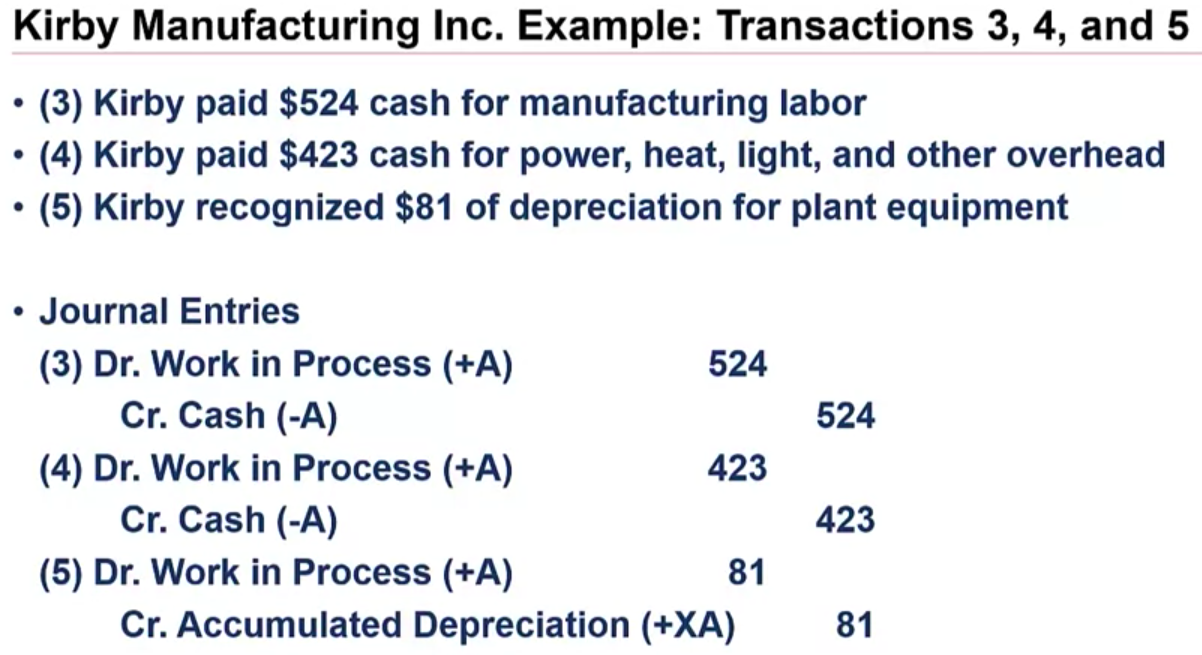 Kirby Manufacturing Inc. Example: Transactions 3, 4, and 5
• (3) Kirby paid $524 cash for manufacturing labor
• (4) Kirby paid $423 cash for power, heat, light, and other overhead
• (5) Kirby recognized $81 of depreciation for plant equipment
• Journal Entries
(3) Dr. Work in Process (+A) 524
Cr. Cash (-A) 524
(4) Dr. Work in Process (+A) 423
Cr. Cash (-A) 423
(5) Dr. Work in Process (+A) 81
Cr. Accumulated Depreciation (+XA) 81